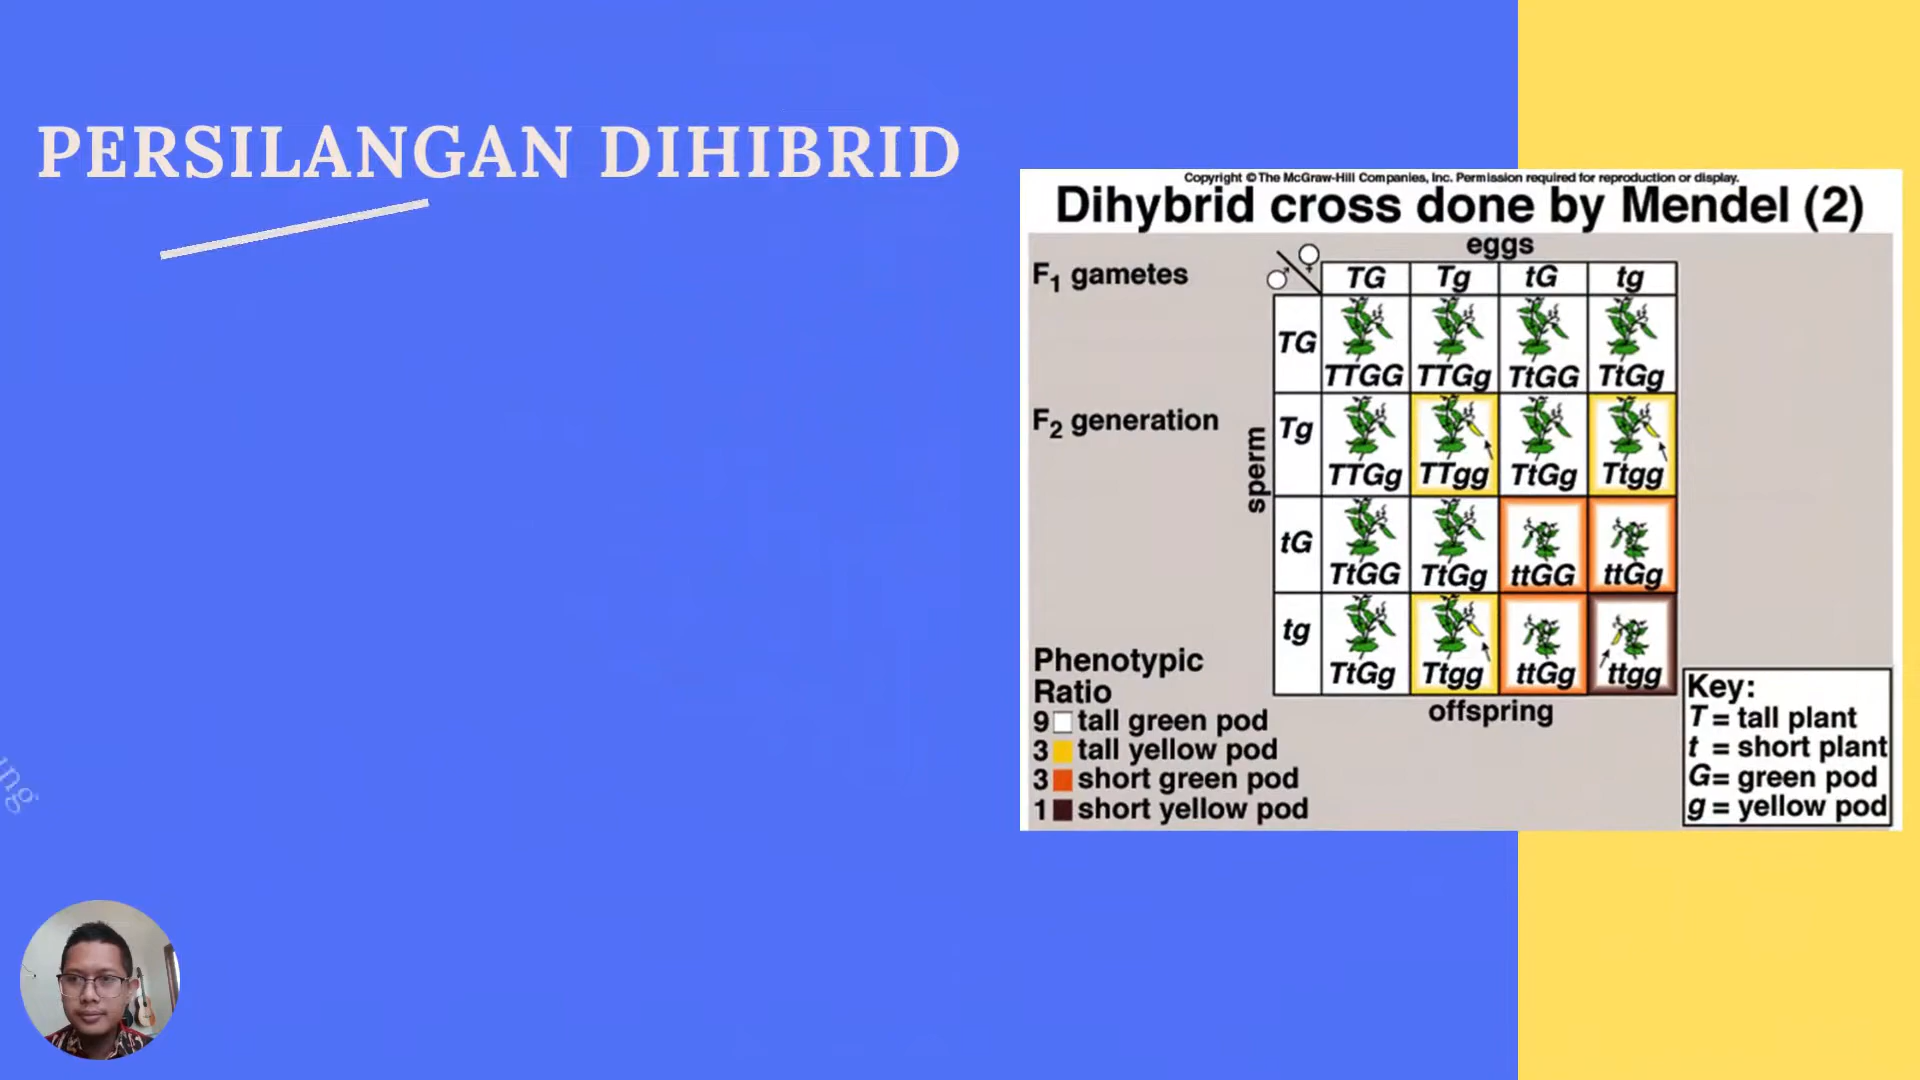 PERSILANGAN DIHIBRID
Copyright © The McGraw-Hill Companies, Inc. Permission required for reproduction or display.
Dihybrid cross done by Mendel (2)
eggs
F1 gametes
TG Tg tG tg
TG
TTGG TTGg TtGG TtGg
F2 generation
sperm
Tg
TTGg TTgg TtGg Ttgg
tG
TtGG TtGg ttGG ttGg
tg
TtGg Ttgg ttGg ttgg
offspring
Phenotypic
Ratio
9 tall green pod
3 tall yellow pod
3 short green pod
1 short yellow pod
Key:
T = tall plant
t = short plant
G= green pod
g = yellow pod